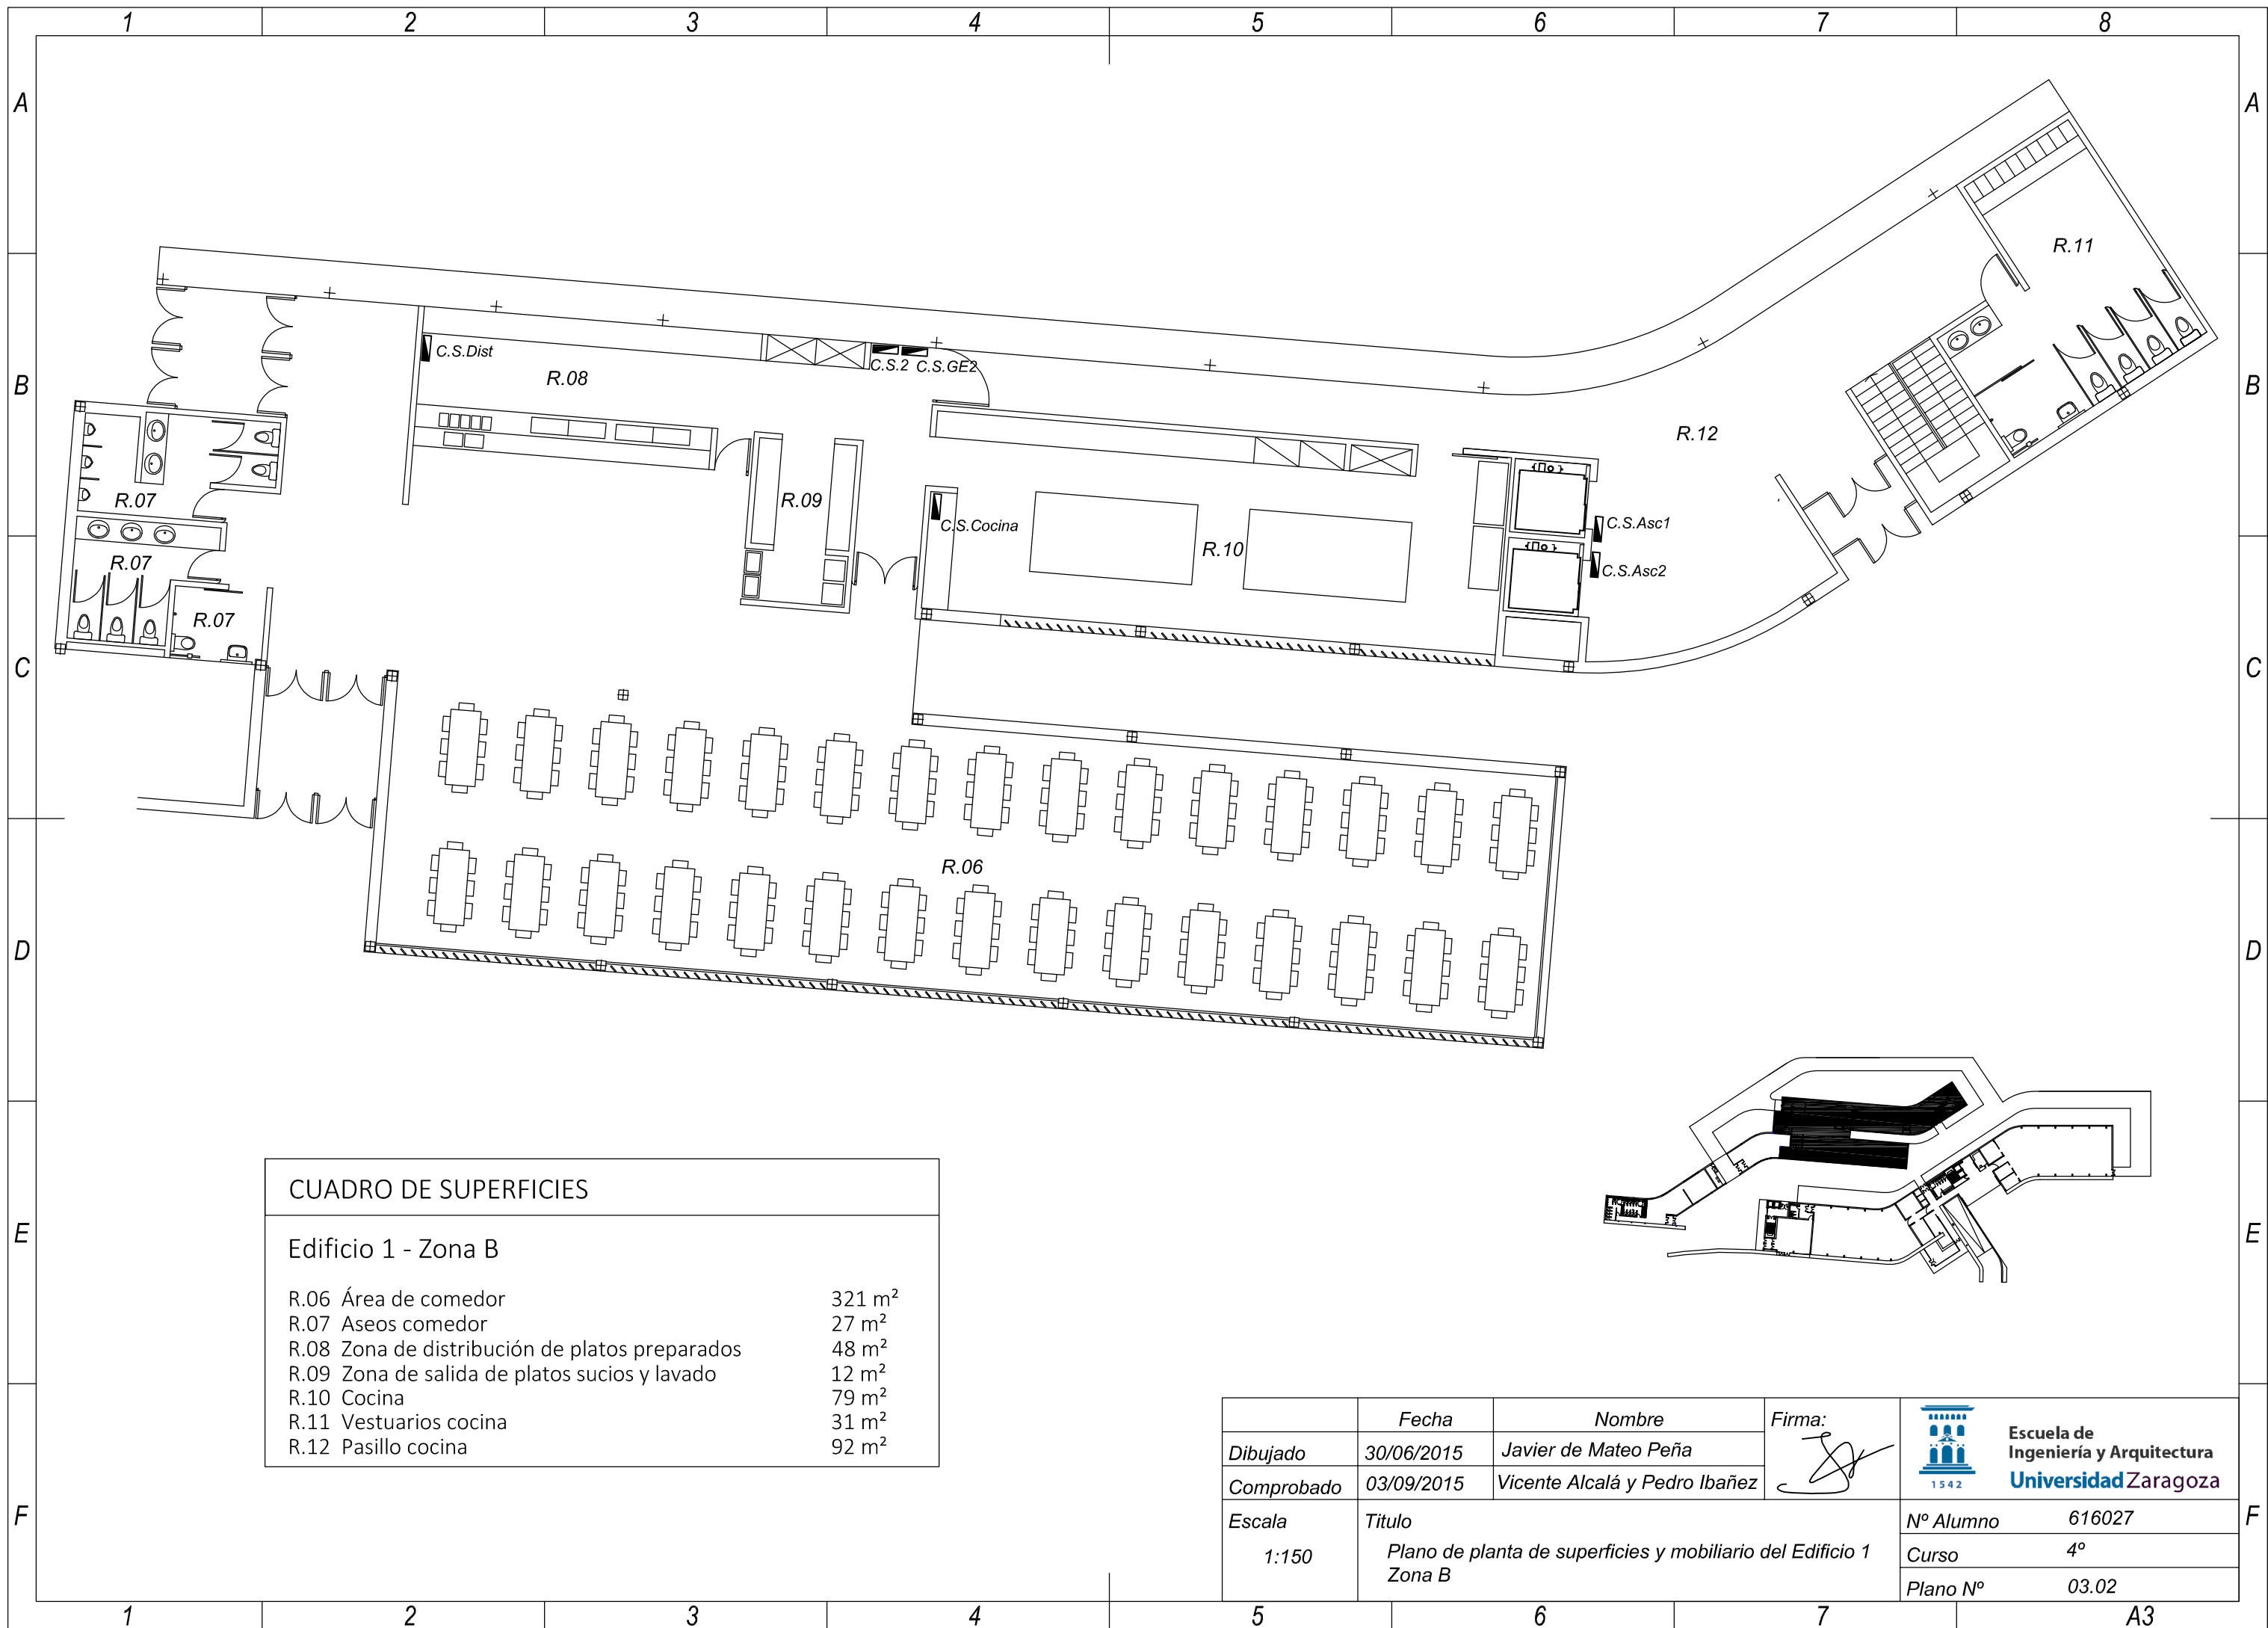 1 2 3 4 5 6 7 8
A A
R.11
C.S.Dist
C.S.2 C.S.GE2
B B
R.08
R.12
R.07
R.09
C.S.Cocina
C.S.Asc1
R.10
R.07
C.S.Asc2
R.07
C C
R.06
D D
CUADRO DE SUPERFICIES
Edificio 1 - Zona B
E E
R.06 Área de comedor 321 m²
R.07 Aseos comedor 27 m²
R.08 Zona de distribución de platos preparados 48 m²
R.09 Zona de salida de platos sucios y lavado 12 m²
R.10 Cocina 79 m²
R.11 Vestuarios cocina 31 m²
R.12 Pasillo cocina 92 m²
Fecha Nombre Firma:
Dibujado 30/06/2015 Javier de Mateo Peña
Comprobado 03/09/2015 Vicente Alcalá y Pedro Ibañez
1542
Escuela de
Ingeniería y Arquitectura
Universidad Zaragoza
F F
Escala
1:150
Titulo
Plano de planta de superficies y mobiliario del Edificio 1
Zona B
Nº Alumno 616027
Curso 4º
Plano Nº 03.02
1 2 3 4 5 6 7 A3